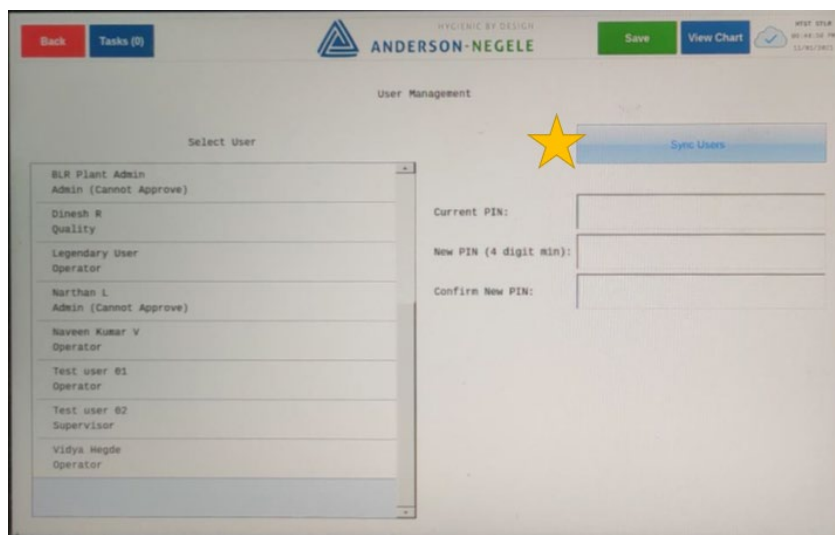 Back
Tasks (0)
HYGIENIC BY DESIGN
ANDERSON-NEGELE
Save
View Chart
User Management
Select User
Sync Users
BLR Plant Admin
Admin (Cannot Approve)
Dinesh R
Quality
Legendary User
Operator
Narthan L
Admin (Cannot Approve)
Naveen Kumar V
Operator
Test user 01
Operator
Test user 02
Supervisor
Vidya Hegde
Operator
Current PIN:
New PIN (4 digit min):
Confirm New PIN: